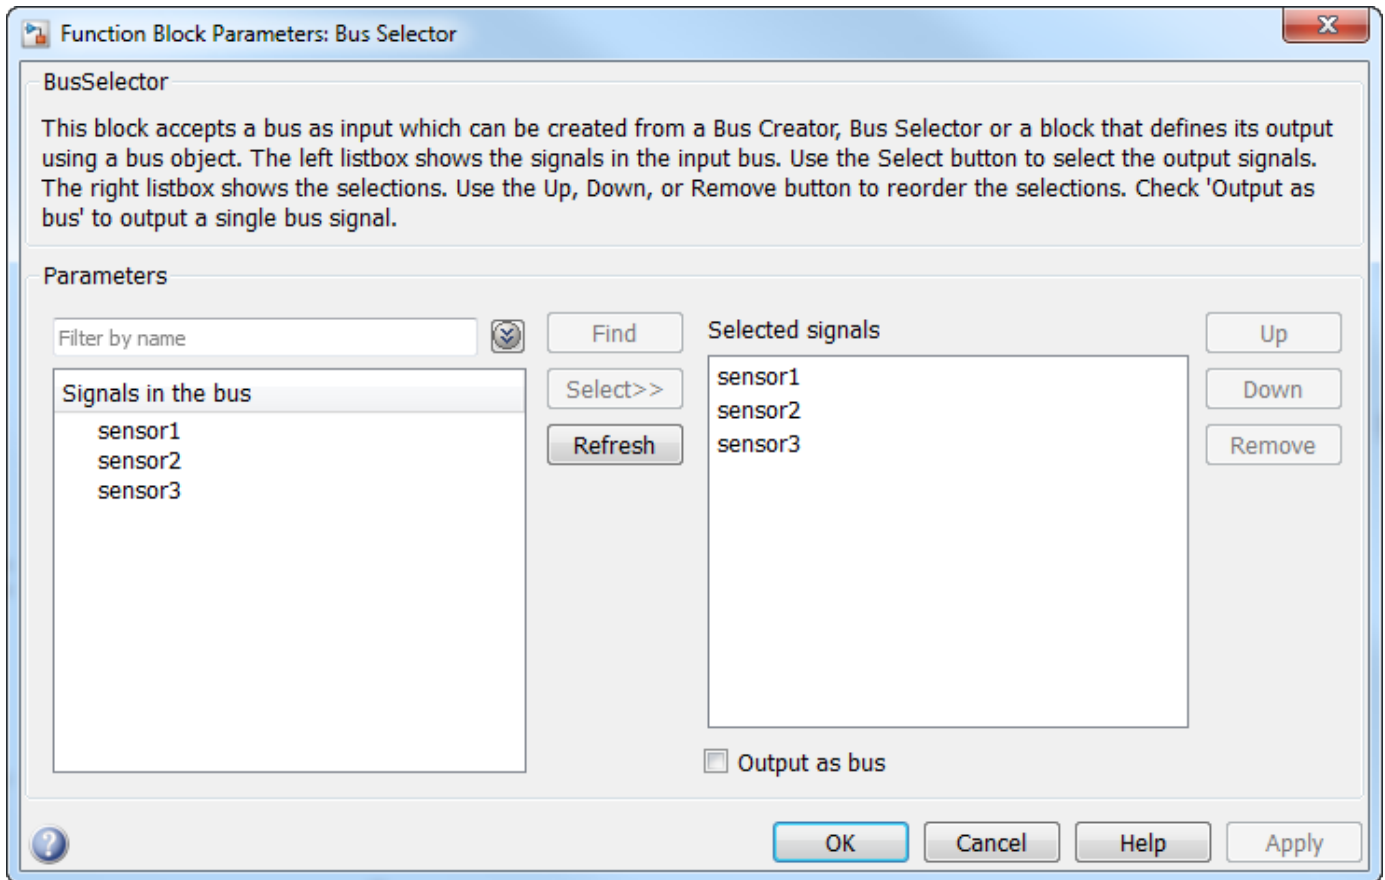 Function Block Parameters: Bus Selector
BusSelector
This block accepts a bus as input which can be created from a Bus Creator, Bus Selector or a block that defines its output
using a bus object. The left listbox shows the signals in the input bus. Use the Select button to select the output signals.
The right listbox shows the selections. Use the Up, Down, or Remove button to reorder the selections. Check 'Output as
bus' to output a single bus signal.
Parameters
Filter by name
Find
Selected signals
Up
Signals in the bus
sensor1
sensor2
sensor3
Select>>
Refresh
sensor1
sensor2
sensor3
Down
Remove
Output as bus
?
OK
Cancel
Help
Apply